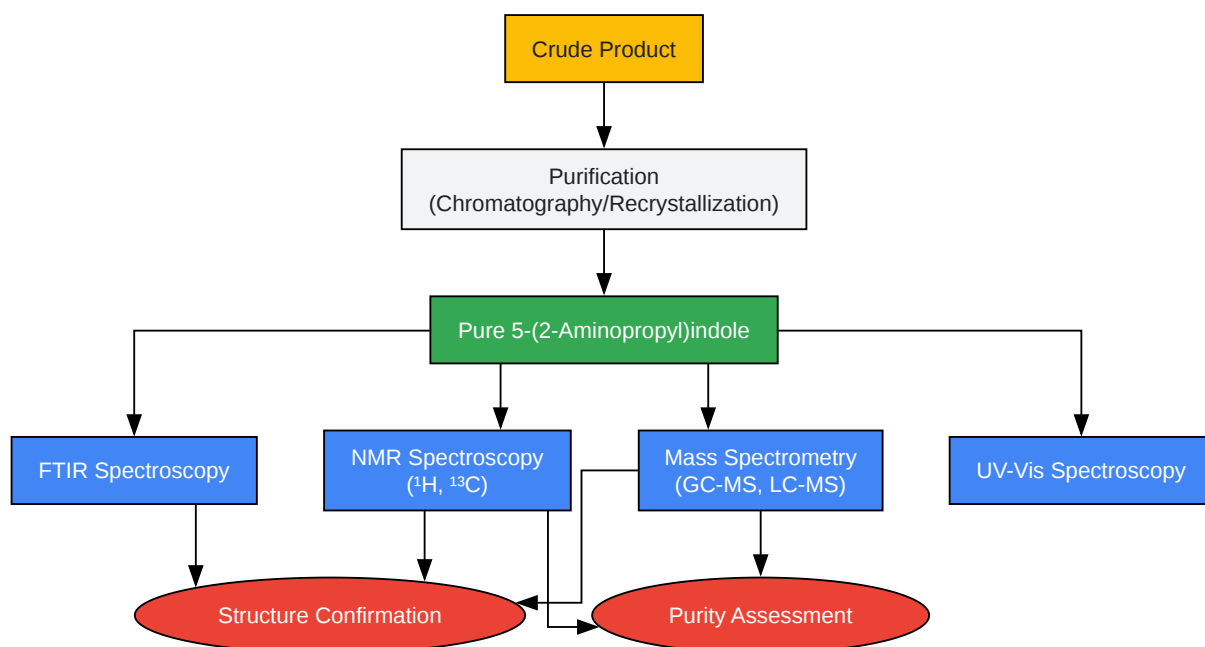 Crude Product
Purification
(Chromatography/Recrystallization)
Pure 5-(2-Aminopropyl)indole
FTIR Spectroscopy
NMR Spectroscopy
(¹H, ¹³C)
Mass Spectrometry
(GC-MS, LC-MS)
UV-Vis Spectroscopy
Structure Confirmation
Purity Assessment